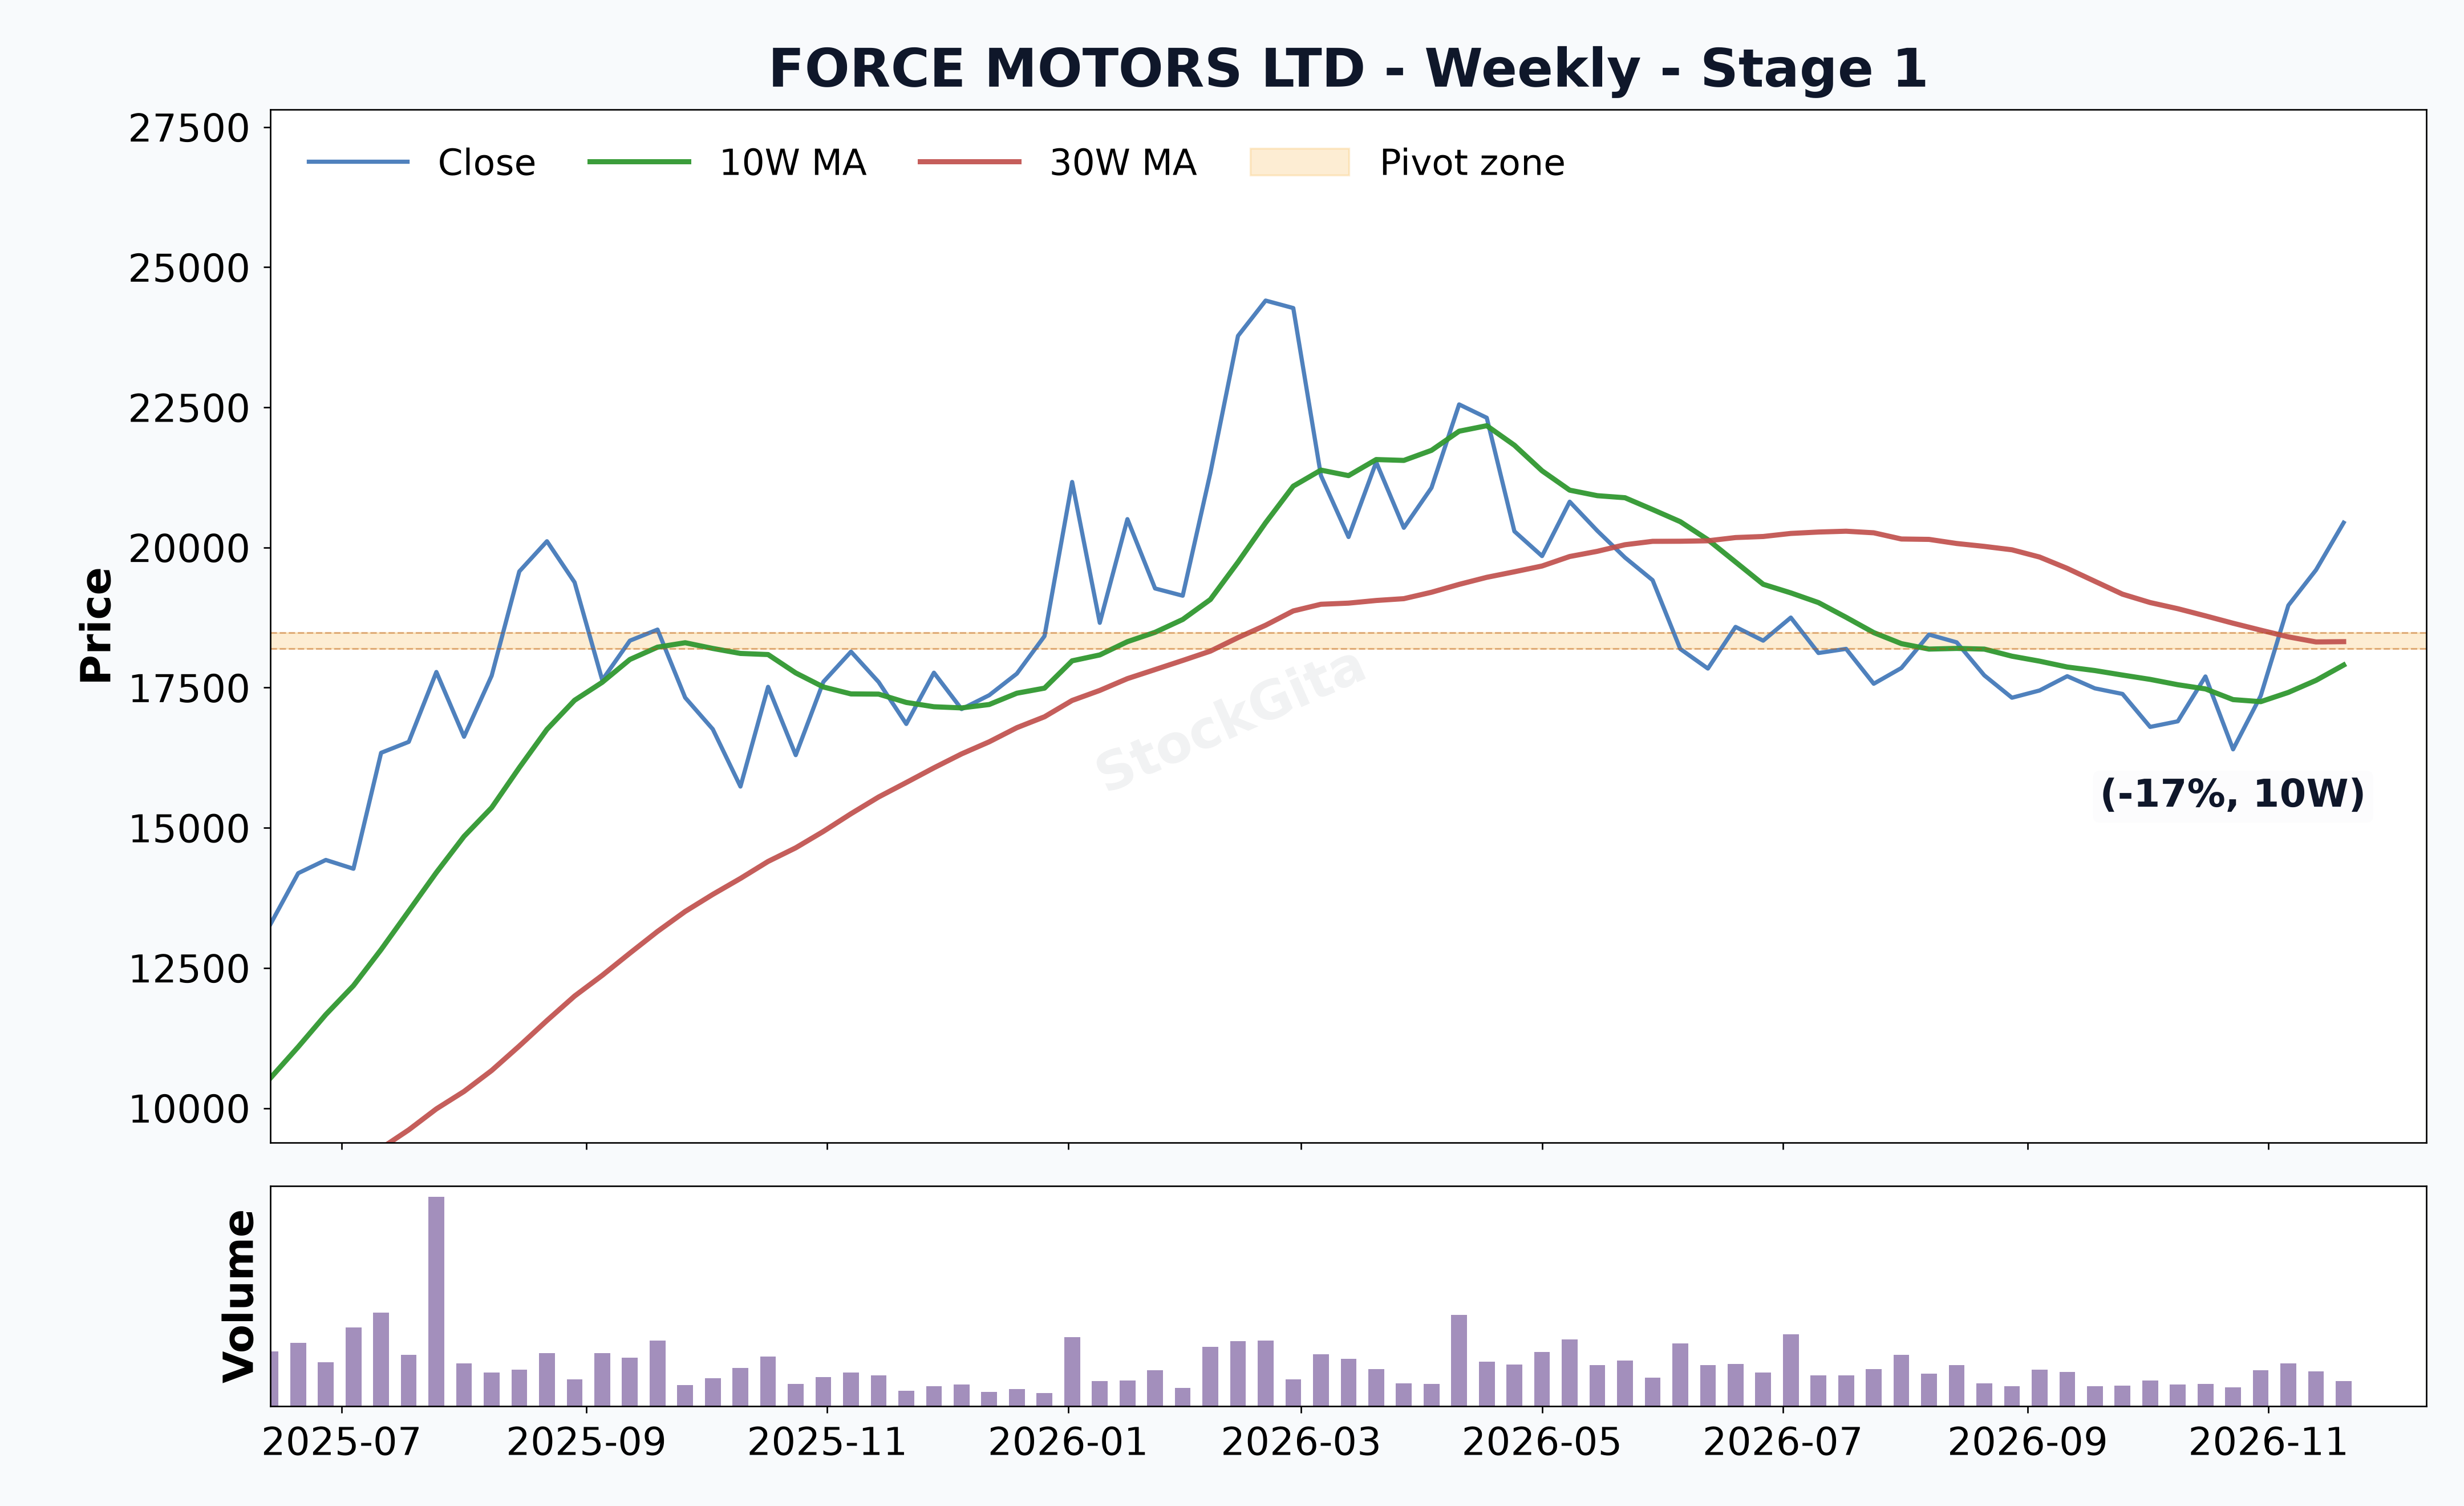 FORCE MOTORS LTD - Weekly - Stage 1
Close 10W MA 30W MA Pivot zone
27500
25000
22500
20000
17500
15000
12500
10000
Price
StockGita
(-17%, 10W)
Volume
2025-07 2025-09 2025-11 2026-01 2026-03 2026-05 2026-07 2026-09 2026-11